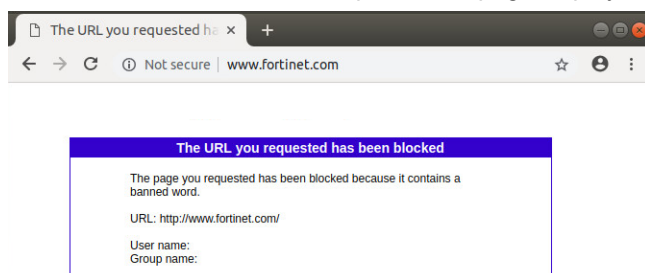 The URL you requested ha
Not secure | www.fortinet.com
The URL you requested has been blocked
The page you requested has been blocked because it contains a
banned word.
URL: http://www.fortinet.com/
User name:
Group name: